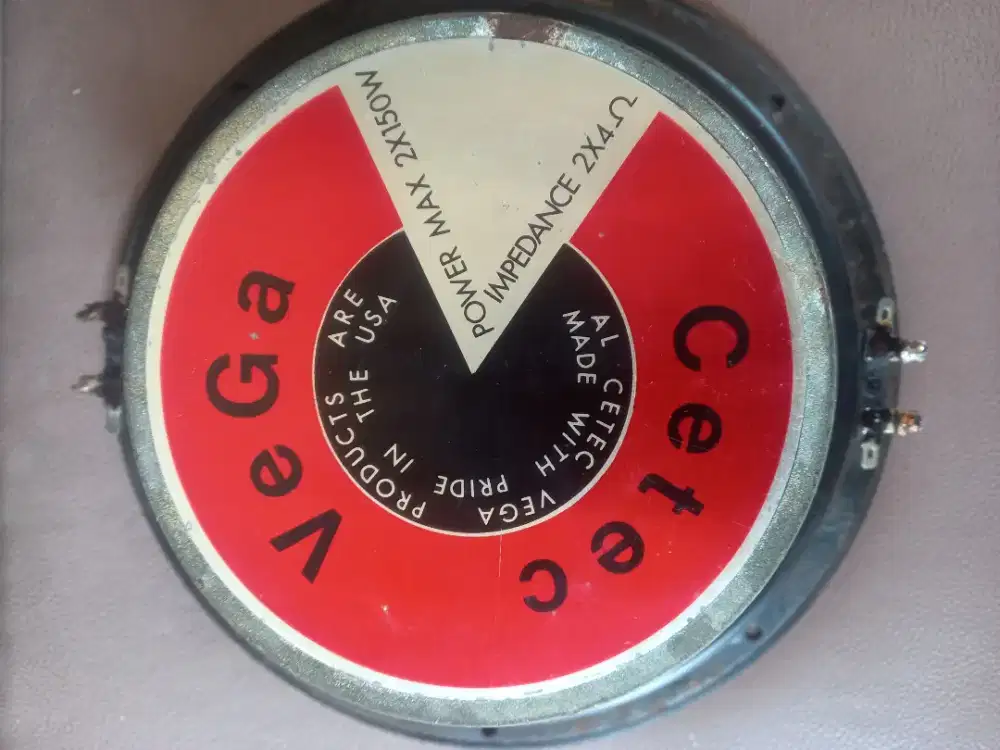 Cetec VeGa
AL CETEC VEGA PRODUCTS ARE
MADE WITH PRIDE IN THE USA
POWER MAX 2X150W
IMPEDANCE 2X4Ω